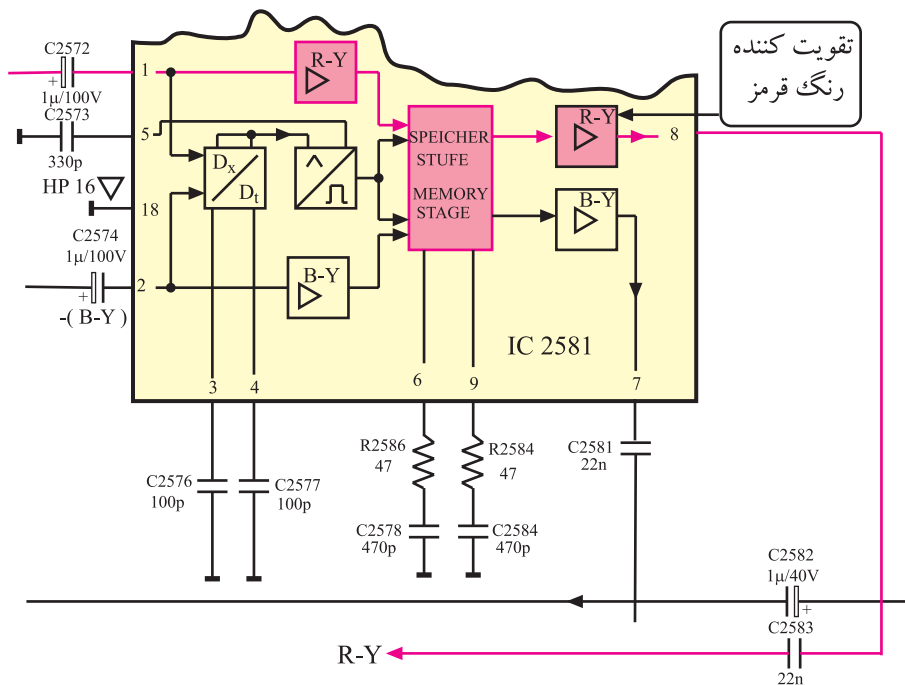 C2572
1µ/100V
C2573
330p
HP 16
C2574
1µ/100V
-( B-Y )
1
5
18
2
R-Y
Dx
Dt
B-Y
SPEICHER
STUFE
MEMORY
STAGE
R-Y
8
B-Y
تقویت کننده
رنگ قرمز
IC 2581
3
4
6
9
7
C2576
100p
C2577
100p
R2586
47
R2584
47
C2578
470p
C2584
470p
C2581
22n
C2582
1µ/40V
C2583
22n
R-Y